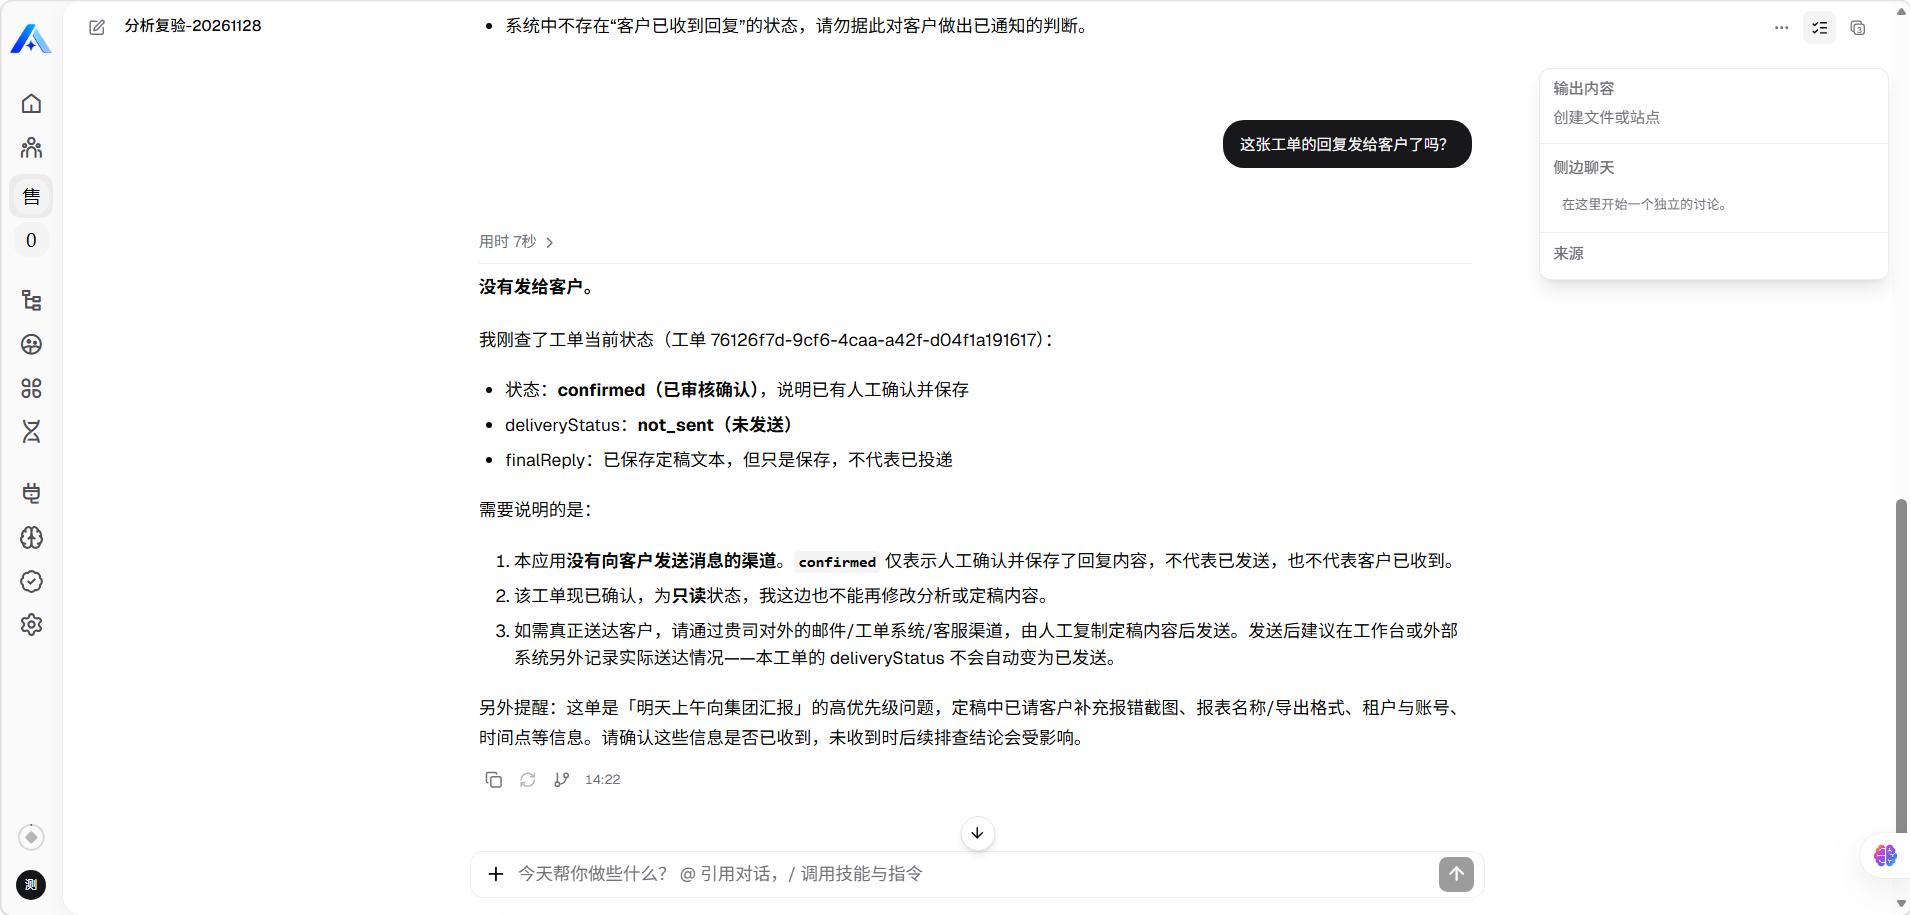 分析复验-20261128
系统中不存在“客户已收到回复”的状态，请勿据此对客户做出已通知的判断。
这张工单的回复发给客户了吗？
用时 7秒
没有发给客户。
我刚查了工单当前状态（工单 76126f7d-9cf6-4caa-a42f-d04f1a191617）：
状态：confirmed（已审核确认），说明已有人工确认并保存
deliveryStatus：not_sent（未发送）
finalReply：已保存定稿文本，但只是保存，不代表已投递
需要说明的是：
1. 本应用没有向客户发送消息的渠道。confirmed 仅表示人工确认并保存了回复内容，不代表已发送，也不代表客户已收到。
2. 该工单现已确认，为只读状态，我这边也不能再修改分析或定稿内容。
3. 如需真正送达客户，请通过贵司对外的邮件/工单系统/客服渠道，由人工复制定稿内容后发送。发送后建议在工作台或外部
系统另外记录实际送达情况——本工单的 deliveryStatus 不会自动变为已发送。
另外提醒：这单是「明天上午向集团汇报」的高优先级问题，定稿中已请客户补充报错截图、报表名称/导出格式、租户与账号、
时间点等信息。请确认这些信息是否已收到，未收到时后续排查结论会受影响。
14:22
今天帮你做些什么？ @ 引用对话，/ 调用技能与指令
输出内容
创建文件或站点
侧边聊天
在这里开始一个独立的讨论。
来源
售
0
测
3